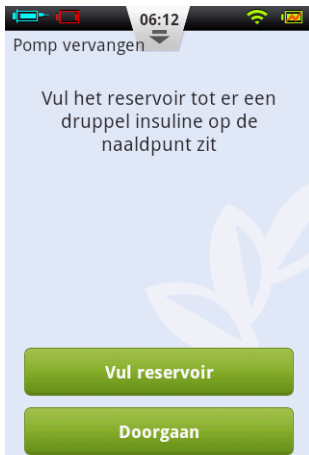 06:12
Pomp vervangen
Vul het reservoir tot er een
druppel insuline op de
naaldpunt zit
Vul reservoir
Doorgaan